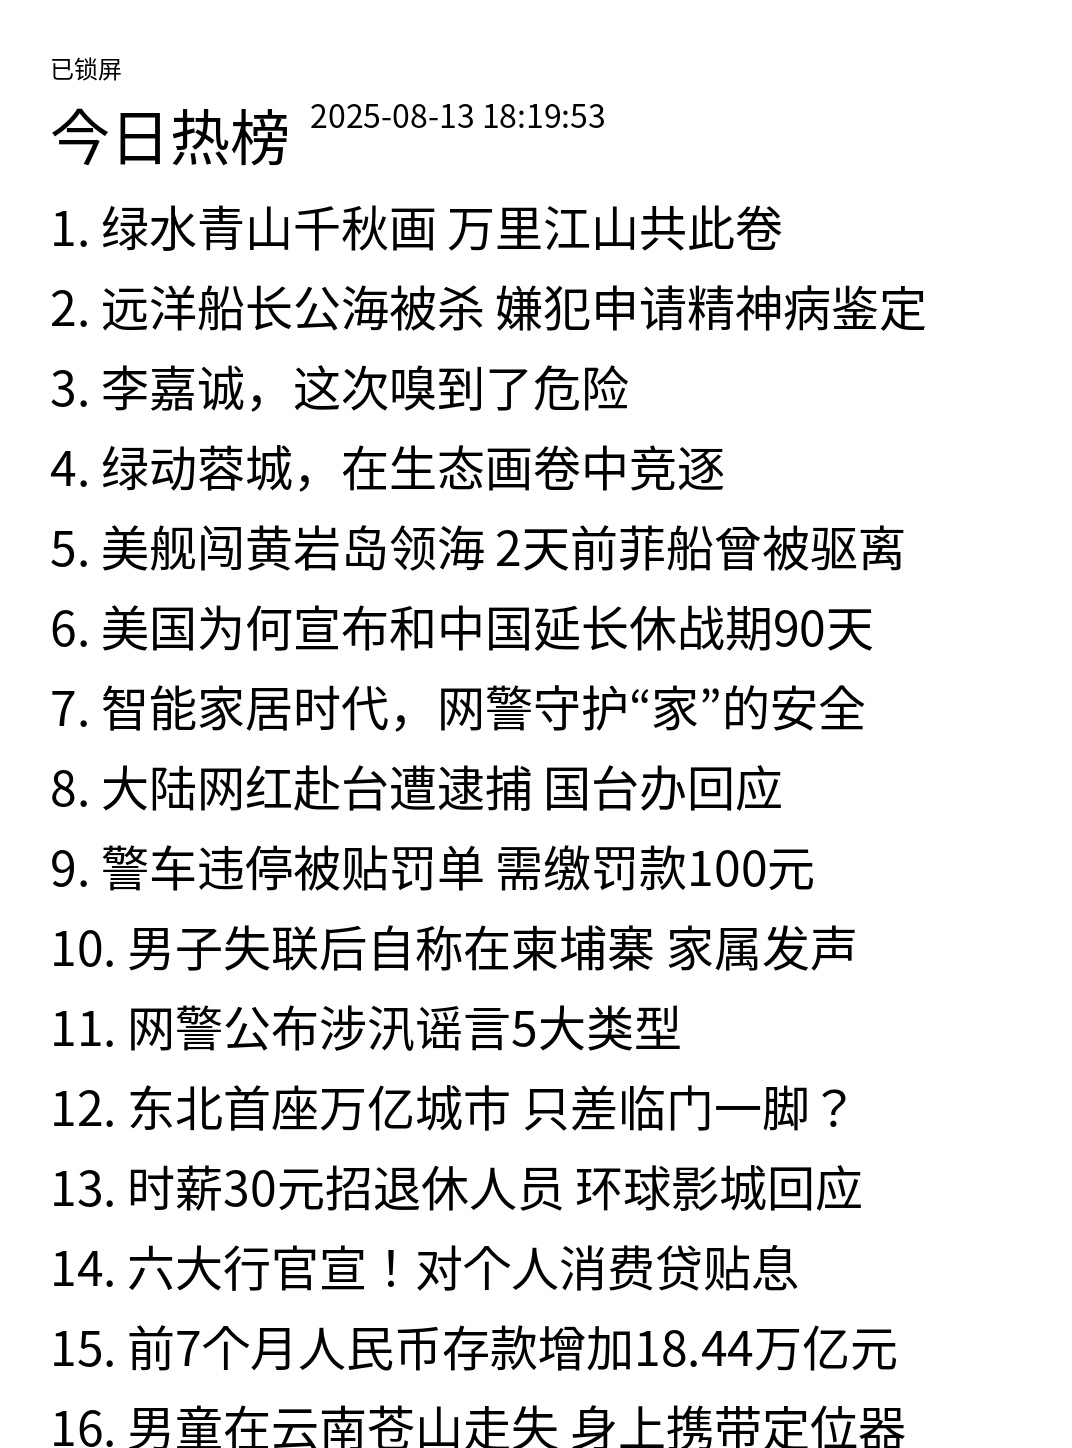 已锁屏
今日热榜 2025-08-13 18:19:53
1. 绿水青山千秋画 万里江山共此卷
2. 远洋船长公海被杀 嫌犯申请精神病鉴定
3. 李嘉诚，这次嗅到了危险
4. 绿动蓉城，在生态画卷中竞逐
5. 美舰闯黄岩岛领海 2天前菲船曾被驱离
6. 美国为何宣布和中国延长休战期90天
7. 智能家居时代，网警守护“家”的安全
8. 大陆网红赴台遭逮捕 国台办回应
9. 警车违停被贴罚单 需缴罚款100元
10. 男子失联后自称在柬埔寨 家属发声
11. 网警公布涉汛谣言5大类型
12. 东北首座万亿城市 只差临门一脚？
13. 时薪30元招退休人员 环球影城回应
14. 六大行官宣！对个人消费贷贴息
15. 前7个月人民币存款增加18.44万亿元
16. 男童在云南苍山走失 身上携带定位器